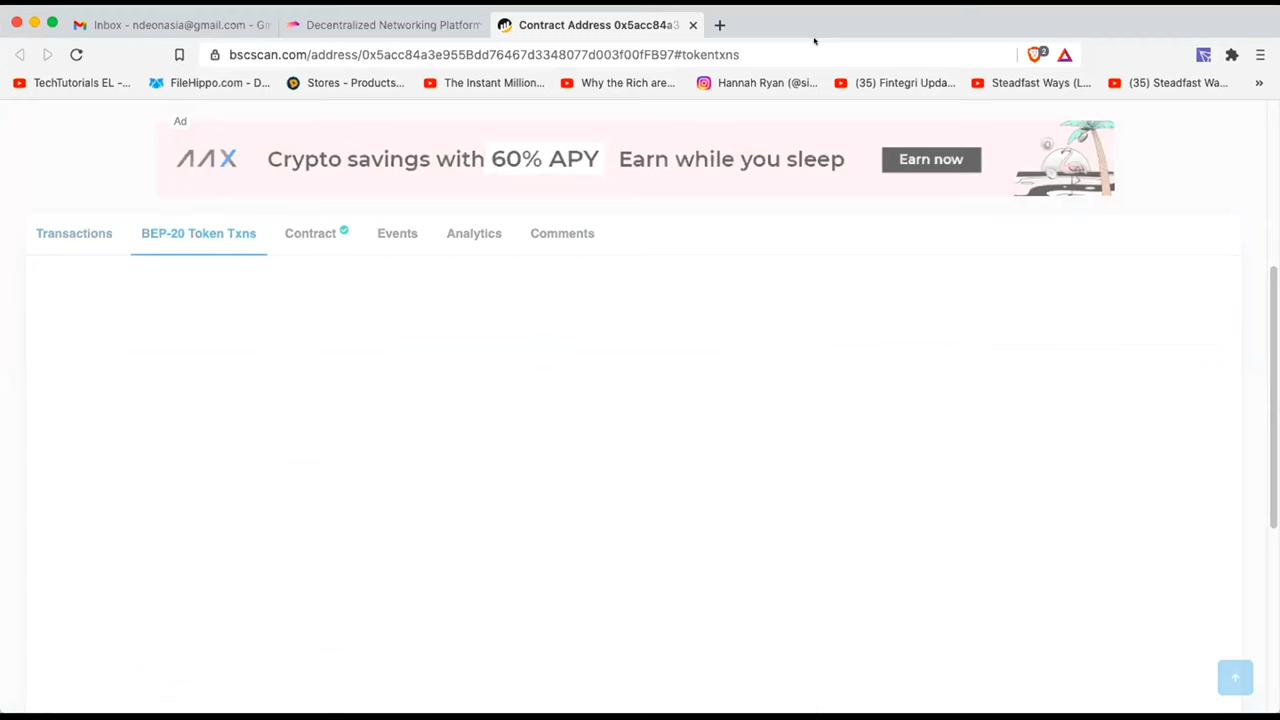 Inbox - ndeonasia@gmail.com - Gm
Decentralized Networking Platform
Contract Address 0x5acc84a3
bscscan.com/address/0x5acc84a3e955Bdd76467d3348077d003f00fFB97#tokentxns
2
TechTutorials EL -...
FileHippo.com - D...
Stores - Products...
The Instant Million...
Why the Rich are...
Hannah Ryan (@si...
(35) Fintegri Upda...
Steadfast Ways (L...
(35) Steadfast Wa...
Ad
AAX Crypto savings with 60% APY Earn while you sleep Earn now
Transactions BEP-20 Token Txns Contract Events Analytics Comments